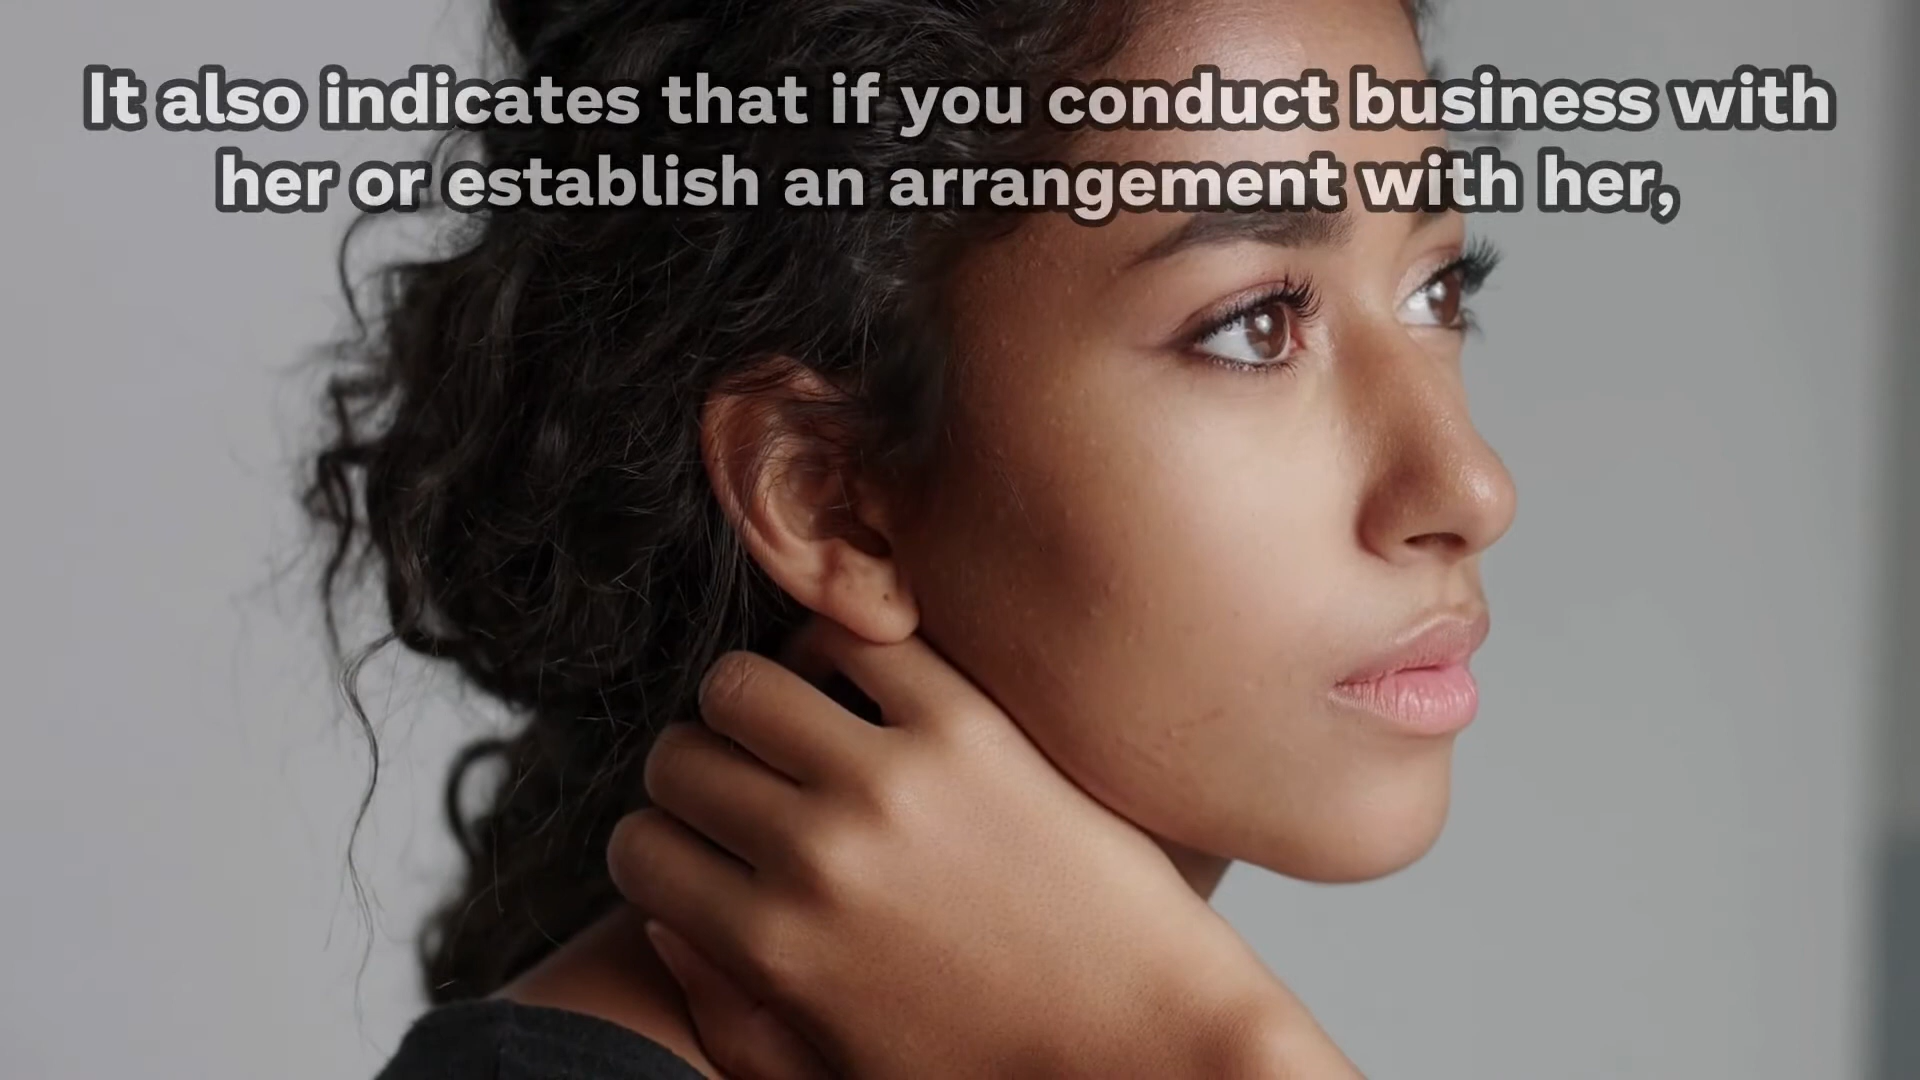 It also indicates that if you conduct business with
her or establish an arrangement with her,